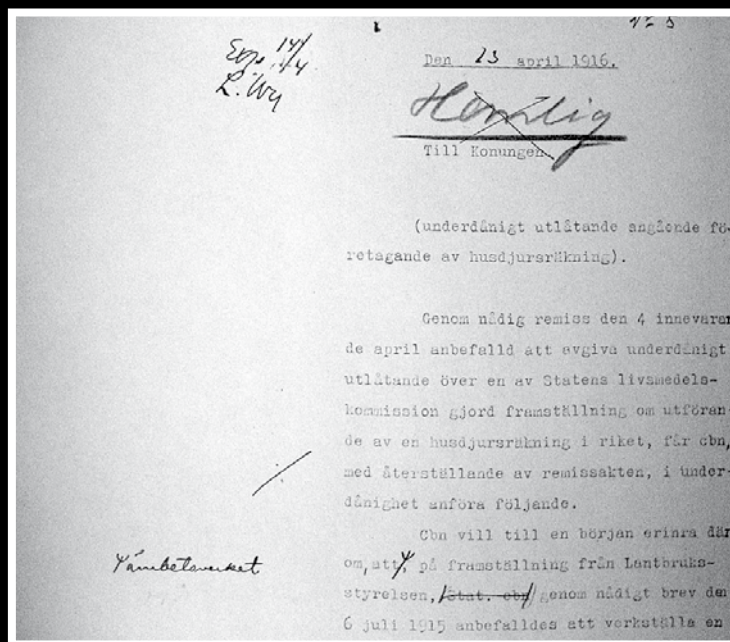 Den 13 april 1916.
Hemlig
Till Konungen
(underdånigt utlåtande angående fö-
retagande av husdjursräkning).
Genom nådig remiss den 4 innevaran
de april anbefalld att avgiva underdånigt
utlåtande över en av Statens livsmedels-
kommission gjord framställning om utföran-
de av en husdjursräkning i riket, får cbn,
med återställande av remissakten, i under-
dånighet anföra följande.
Cbn vill till en början erinra där
om, att, på framställning från Lantbruks-
Ämbetsverket
styrelsen, /stat. cbn/ genom nådigt brev den
6 juli 1915 anbefalldes att verkställa en